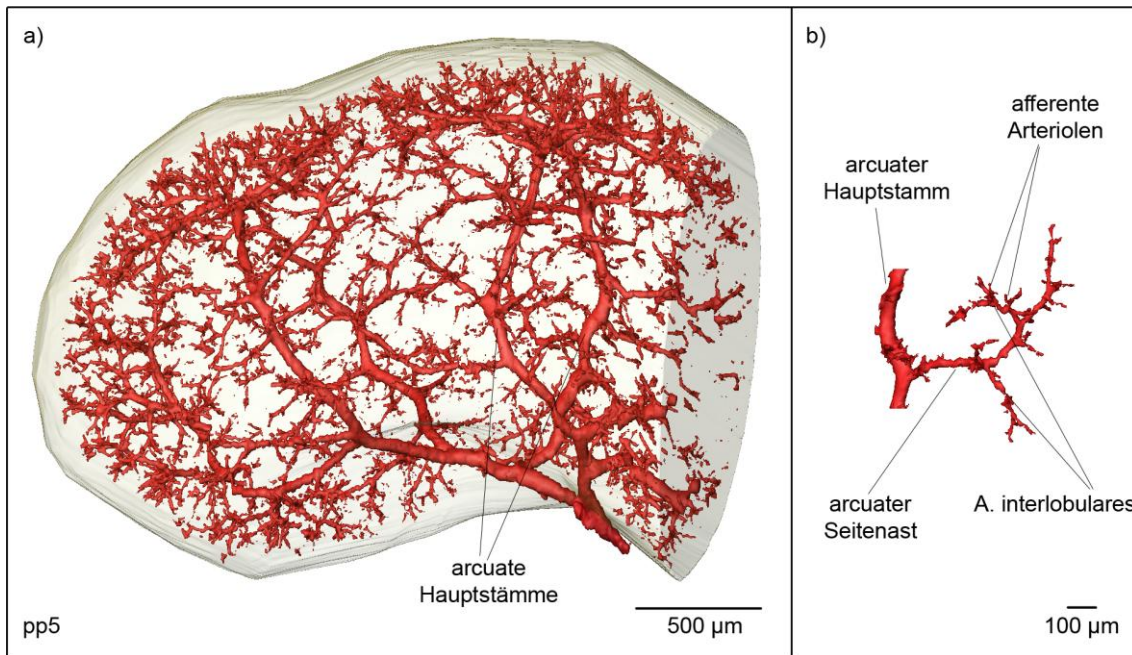 a)
arcuate
Hauptstämme
pp5
500 µm
b)
afferente
Arteriolen
arcuater
Hauptstamm
arcuater
Seitenast
A. interlobulares
100 µm